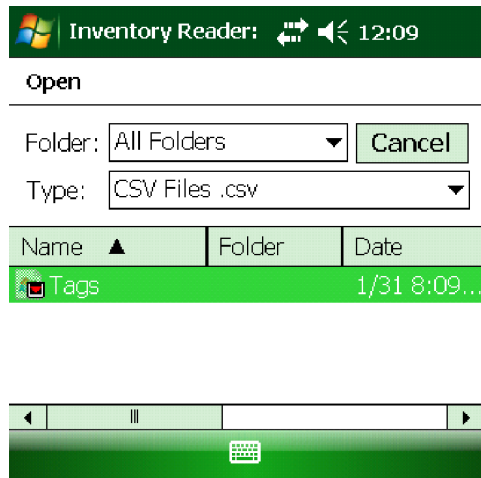 Inventory Reader: 12:09
Open
Folder: All Folders Cancel
Type: CSV Files .csv
Name Folder Date
Tags 1/31 8:09...